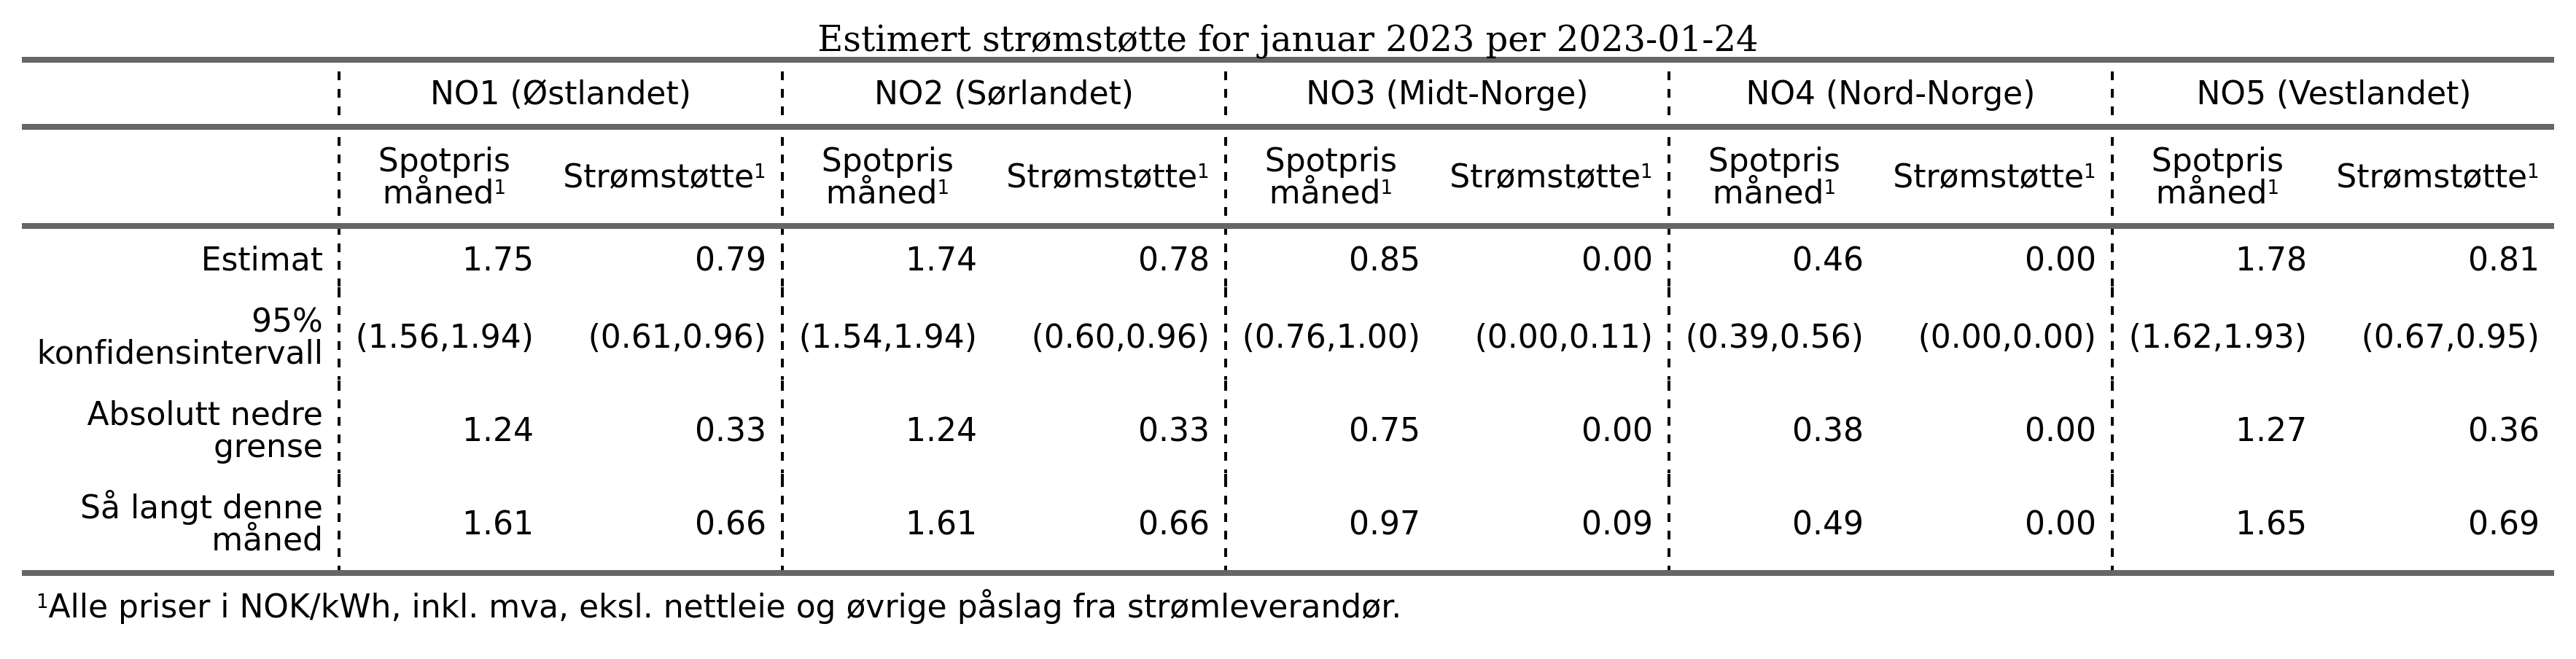 Estimert strømstøtte for januar 2023 per 2023-01-24
NO1 (Østlandet) NO2 (Sørlandet) NO3 (Midt-Norge) NO4 (Nord-Norge) NO5 (Vestlandet)
Spotpris måned¹ Strømstøtte¹ Spotpris måned¹ Strømstøtte¹ Spotpris måned¹ Strømstøtte¹ Spotpris måned¹ Strømstøtte¹ Spotpris måned¹ Strømstøtte¹
Estimat 1.75 0.79 1.74 0.78 0.85 0.00 0.46 0.00 1.78 0.81
95% konfidensintervall (1.56,1.94) (0.61,0.96) (1.54,1.94) (0.60,0.96) (0.76,1.00) (0.00,0.11) (0.39,0.56) (0.00,0.00) (1.62,1.93) (0.67,0.95)
Absolutt nedre grense 1.24 0.33 1.24 0.33 0.75 0.00 0.38 0.00 1.27 0.36
Så langt denne måned 1.61 0.66 1.61 0.66 0.97 0.09 0.49 0.00 1.65 0.69
¹Alle priser i NOK/kWh, inkl. mva, eksl. nettleie og øvrige påslag fra strømleverandør.